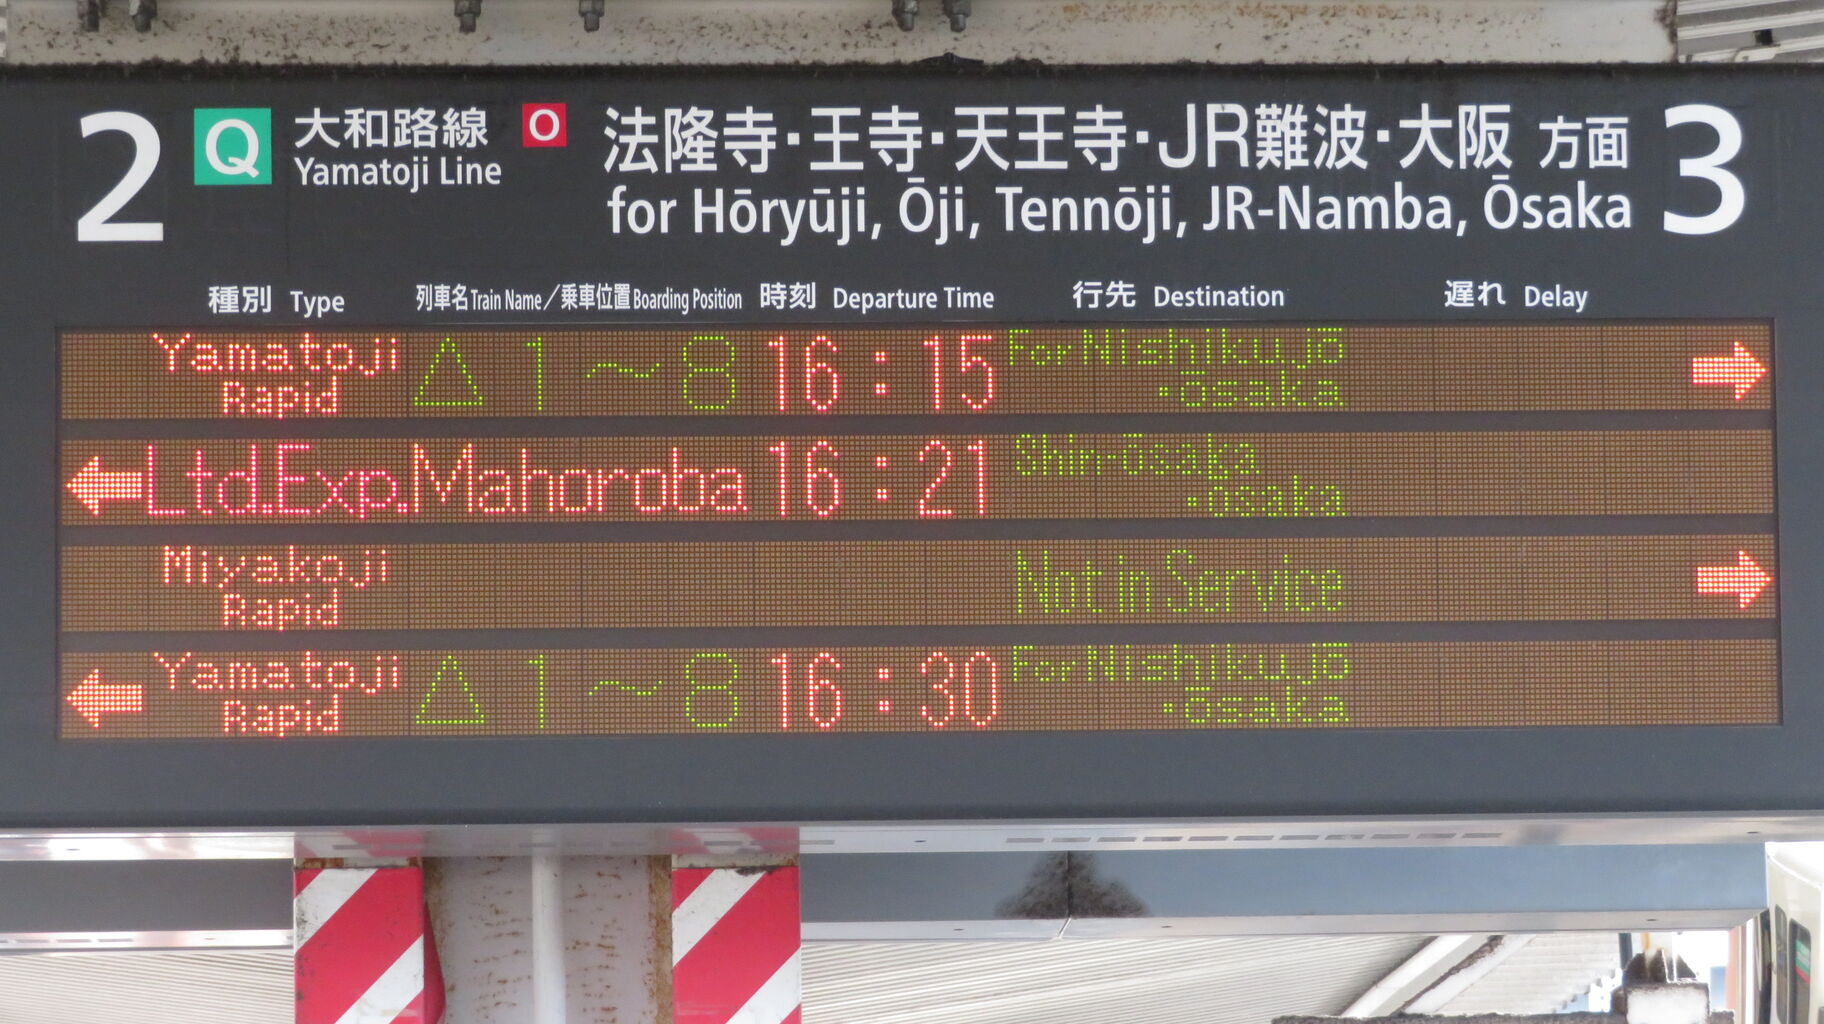 2 Q 大和路線 O 法隆寺・王寺・天王寺・JR難波・大阪 方面 3
Yamatoji Line for Hōryūji, Ōji, Tennōji, JR-Namba, Ōsaka
種別 Type 列車名 Train Name／乗車位置 Boarding Position 時刻 Departure Time 行先 Destination 遅れ Delay
Yamatoji Rapid △ 1～8 16:15 For Nishikujō・ōsaka →
← Ltd.Exp. Mahoroba 16:21 Shin-ōsaka・ōsaka
Miyakoji Rapid Not in Service →
← Yamatoji Rapid △ 1～8 16:30 For Nishikujō・ōsaka